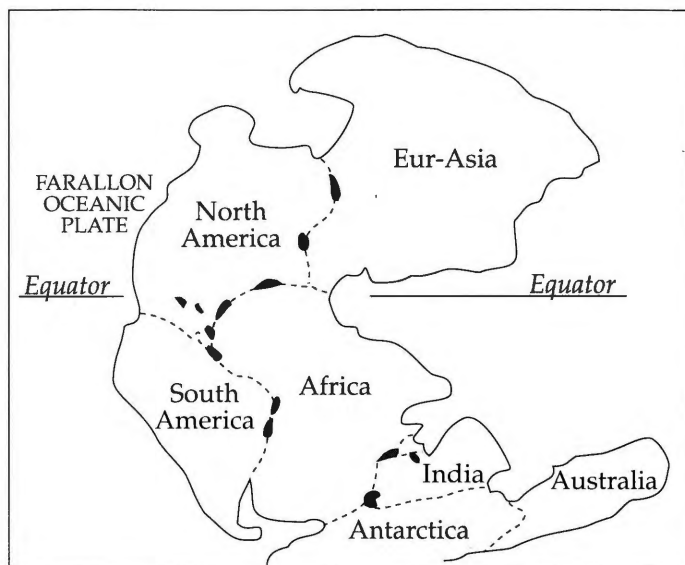 Eur-Asia
FARALLON
OCEANIC
PLATE
North
America
Equator
Equator
South
America
Africa
India
Australia
Antarctica